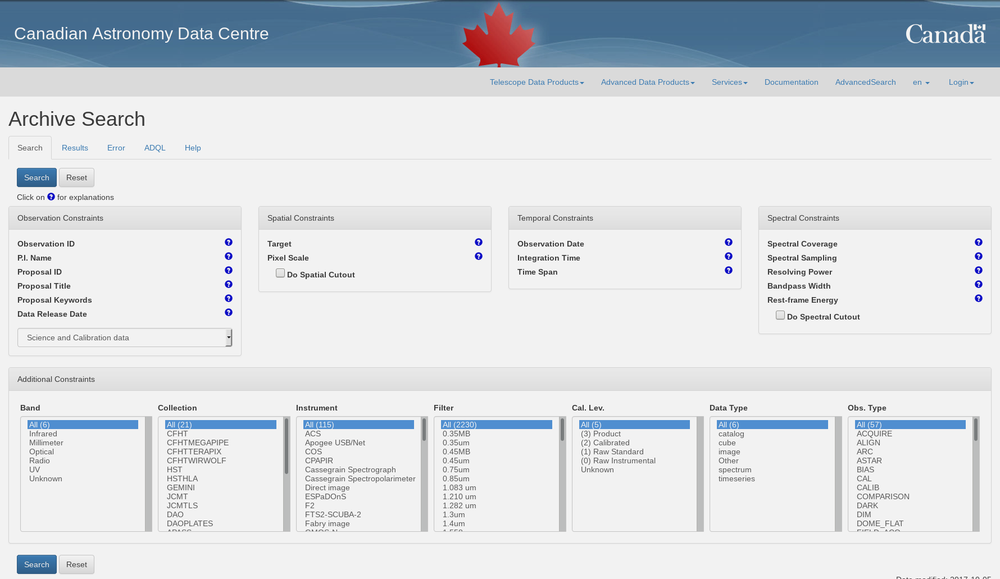 Canadian Astronomy Data Centre
Canada
Telescope Data Products Advanced Data Products Services Documentation AdvancedSearch en Login
Archive Search
Search Results Error ADQL Help
Search Reset
Click on ? for explanations
Observation Constraints
Observation ID ?
P.I. Name ?
Proposal ID ?
Proposal Title ?
Proposal Keywords ?
Data Release Date ?
Science and Calibration data
Spatial Constraints
Target ?
Pixel Scale ?
Do Spatial Cutout
Temporal Constraints
Observation Date ?
Integration Time ?
Time Span ?
Spectral Constraints
Spectral Coverage ?
Spectral Sampling ?
Resolving Power ?
Bandpass Width ?
Rest-frame Energy ?
Do Spectral Cutout
Additional Constraints
Band
All (6)
Infrared
Millimeter
Optical
Radio
UV
Unknown
Collection
All (21)
CFHT
CFHTMEGAPIPE
CFHTTERAPIX
CFHTWIRWOLF
HST
HSTHLA
GEMINI
JCMT
JCMTLS
DAO
DAOPLATES
APASS
Instrument
All (115)
ACS
Apogee USB/Net
COS
CPAPIR
Cassegrain Spectrograph
Cassegrain Spectropolarimeter
Direct image
ESPaDOnS
F2
FTS2-SCUBA-2
Fabry image
GMOS-N
Filter
All (2230)
0.35MB
0.35um
0.45MB
0.45um
0.75um
0.85um
1.083 um
1.210 um
1.282 um
1.3um
1.4um
Cal. Lev.
All (5)
(3) Product
(2) Calibrated
(1) Raw Standard
(0) Raw Instrumental
Unknown
Data Type
All (6)
catalog
cube
image
Other
spectrum
timeseries
Obs. Type
All (57)
ACQUIRE
ALIGN
ARC
ASTAR
BIAS
CAL
CALIB
COMPARISON
DARK
DIM
DOME_FLAT
FIELD_ACQ
Search Reset
Date modified: 2017-10-05